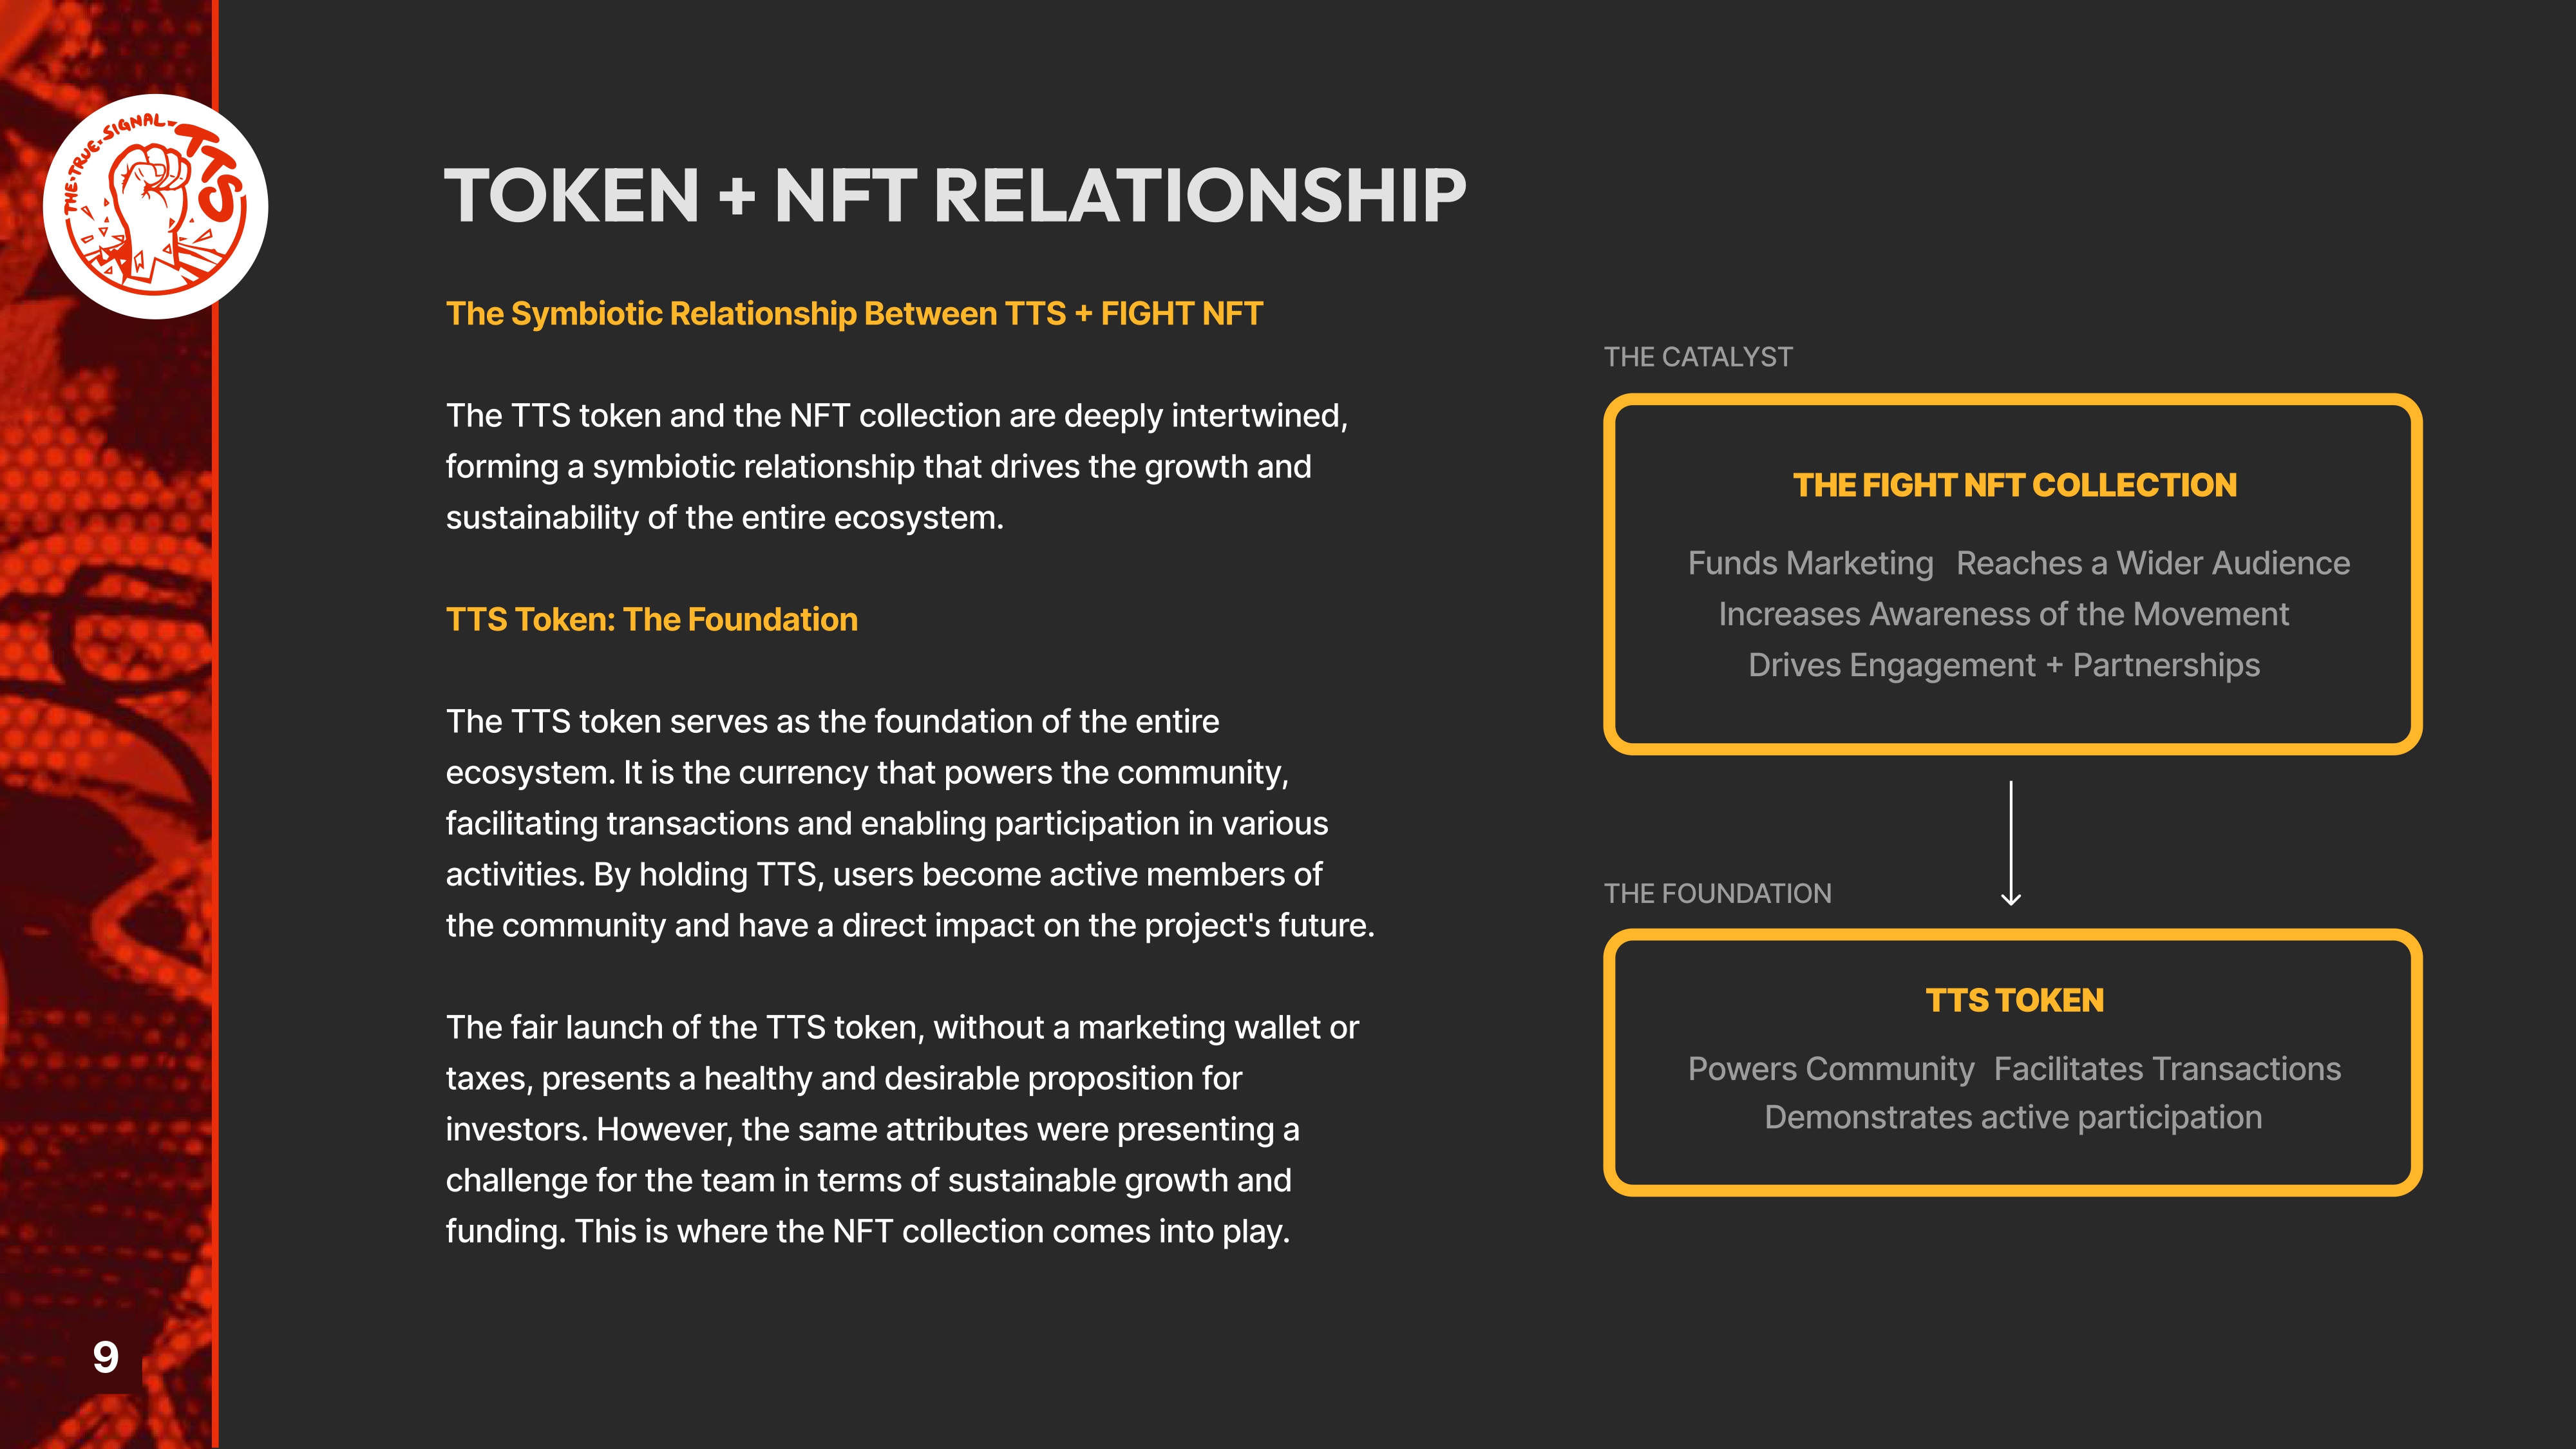 THE•TRUE•SIGNAL•
TTS
TOKEN + NFT RELATIONSHIP
The Symbiotic Relationship Between TTS + FIGHT NFT
The TTS token and the NFT collection are deeply intertwined,
forming a symbiotic relationship that drives the growth and
sustainability of the entire ecosystem.
TTS Token: The Foundation
The TTS token serves as the foundation of the entire
ecosystem. It is the currency that powers the community,
facilitating transactions and enabling participation in various
activities. By holding TTS, users become active members of
the community and have a direct impact on the project's future.
The fair launch of the TTS token, without a marketing wallet or
taxes, presents a healthy and desirable proposition for
investors. However, the same attributes were presenting a
challenge for the team in terms of sustainable growth and
funding. This is where the NFT collection comes into play.
THE CATALYST
THE FIGHT NFT COLLECTION
Funds Marketing  Reaches a Wider Audience
Increases Awareness of the Movement
Drives Engagement + Partnerships
THE FOUNDATION
TTS TOKEN
Powers Community  Facilitates Transactions
Demonstrates active participation
9